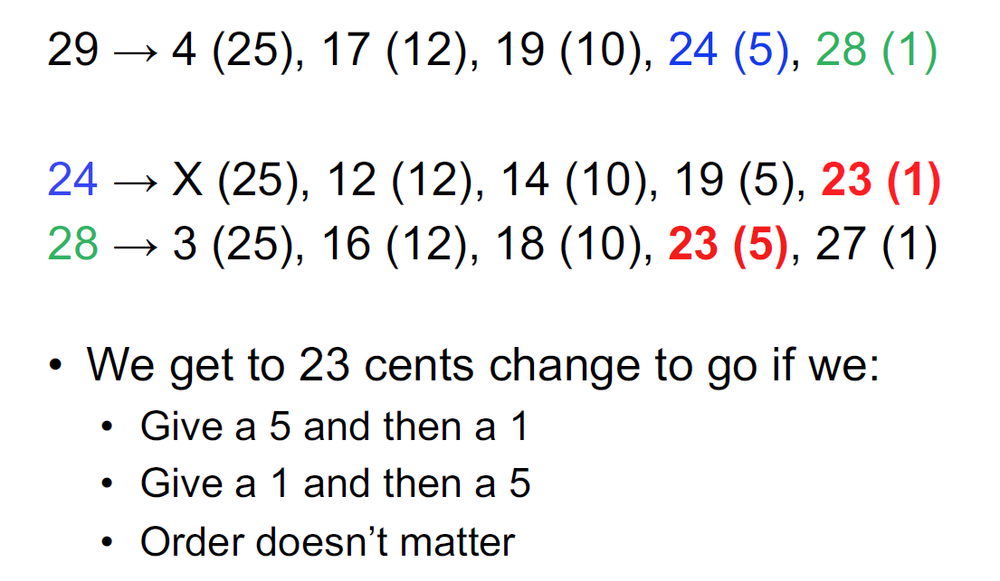 29 → 4 (25), 17 (12), 19 (10), 24 (5), 28 (1)
24 → X (25), 12 (12), 14 (10), 19 (5), 23 (1)
28 → 3 (25), 16 (12), 18 (10), 23 (5), 27 (1)
• We get to 23 cents change to go if we:
• Give a 5 and then a 1
• Give a 1 and then a 5
• Order doesn’t matter